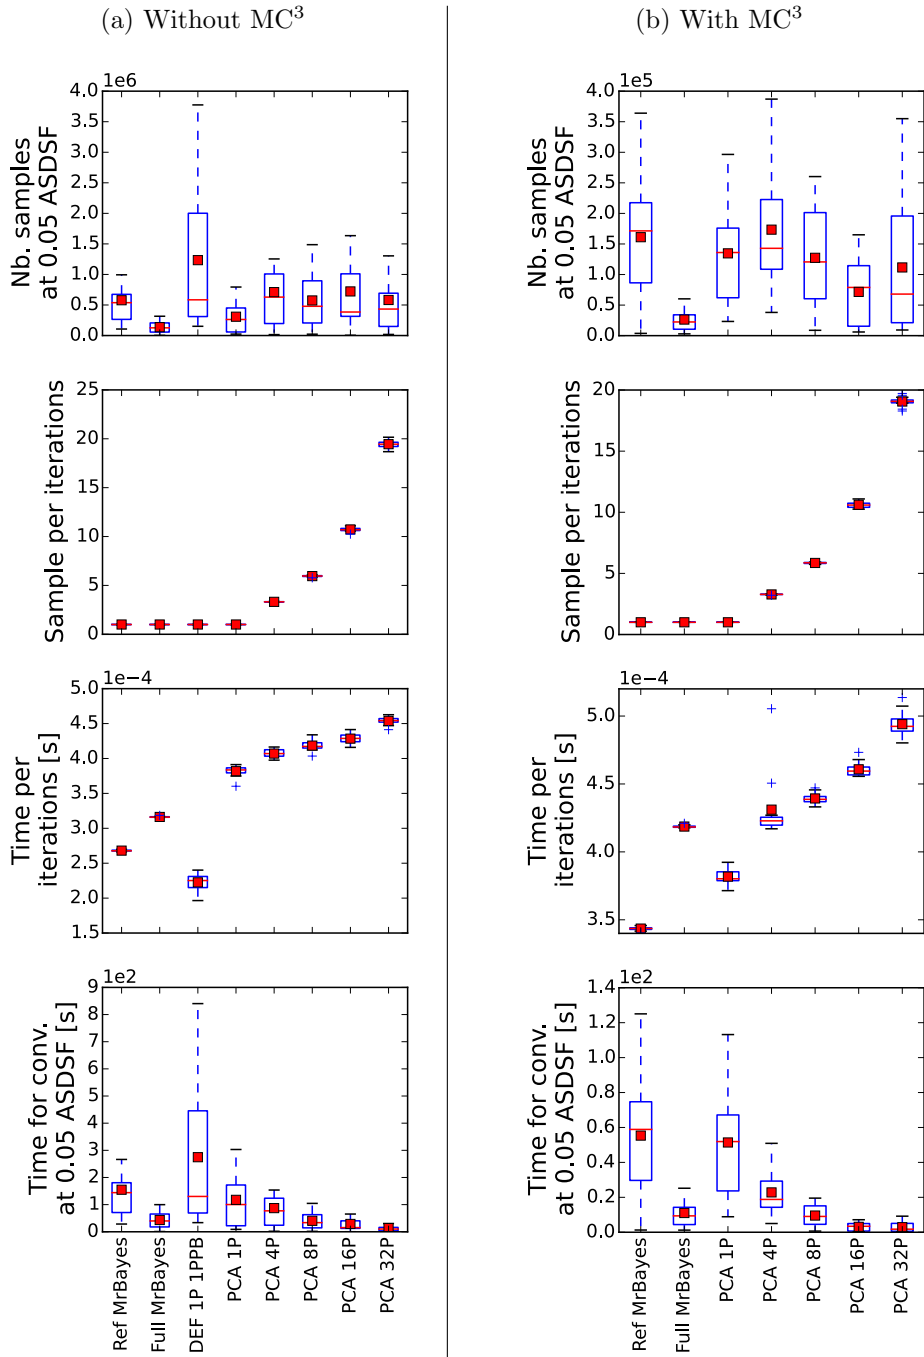 (a) Without MC³
(b) With MC³
1e6
4.0
3.5
3.0
2.5
2.0
1.5
1.0
0.5
0.0
Nb. samples
at 0.05 ASDSF
1e5
4.0
3.5
3.0
2.5
2.0
1.5
1.0
0.5
0.0
Nb. samples
at 0.05 ASDSF
25
20
15
10
5
0
Sample per iterations
20
15
10
5
0
Sample per iterations
1e−4
5.0
4.5
4.0
3.5
3.0
2.5
2.0
1.5
Time per
iterations [s]
1e−4
5.0
4.5
4.0
3.5
Time per
iterations [s]
1e2
9
8
7
6
5
4
3
2
1
0
Time for conv.
at 0.05 ASDSF [s]
Ref MrBayes
Full MrBayes
DEF 1P 1PPB
PCA 1P
PCA 4P
PCA 8P
PCA 16P
PCA 32P
1e2
1.4
1.2
1.0
0.8
0.6
0.4
0.2
0.0
Time for conv.
at 0.05 ASDSF [s]
Ref MrBayes
Full MrBayes
PCA 1P
PCA 4P
PCA 8P
PCA 16P
PCA 32P